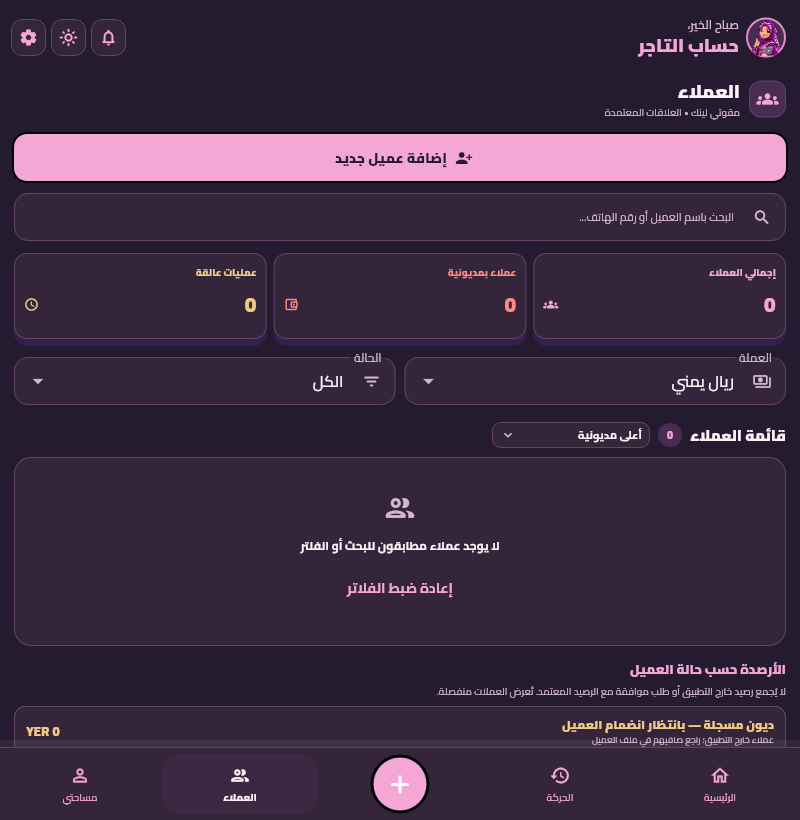 صباح الخير،
حساب التاجر
العملاء
مقوتي لينك • العلاقات المعتمدة
إضافة عميل جديد
البحث باسم العميل أو رقم الهاتف...
إجمالي العملاء
0
عملاء بمديونية
0
عمليات عالقة
0
العملة
ريال يمني
الحالة
الكل
قائمة العملاء
0
أعلى مديونية
لا يوجد عملاء مطابقون للبحث أو الفلتر
إعادة ضبط الفلاتر
الأرصدة حسب حالة العميل
لا يُجمع رصيد خارج التطبيق أو طلب موافقة مع الرصيد المعتمد. تُعرض العملات منفصلة.
ديون مسجلة — بانتظار انضمام العميل
YER 0
عملاء خارج التطبيق؛ راجع صافيهم في ملف العميل
الرئيسية
الحركة
العملاء
مساحتي